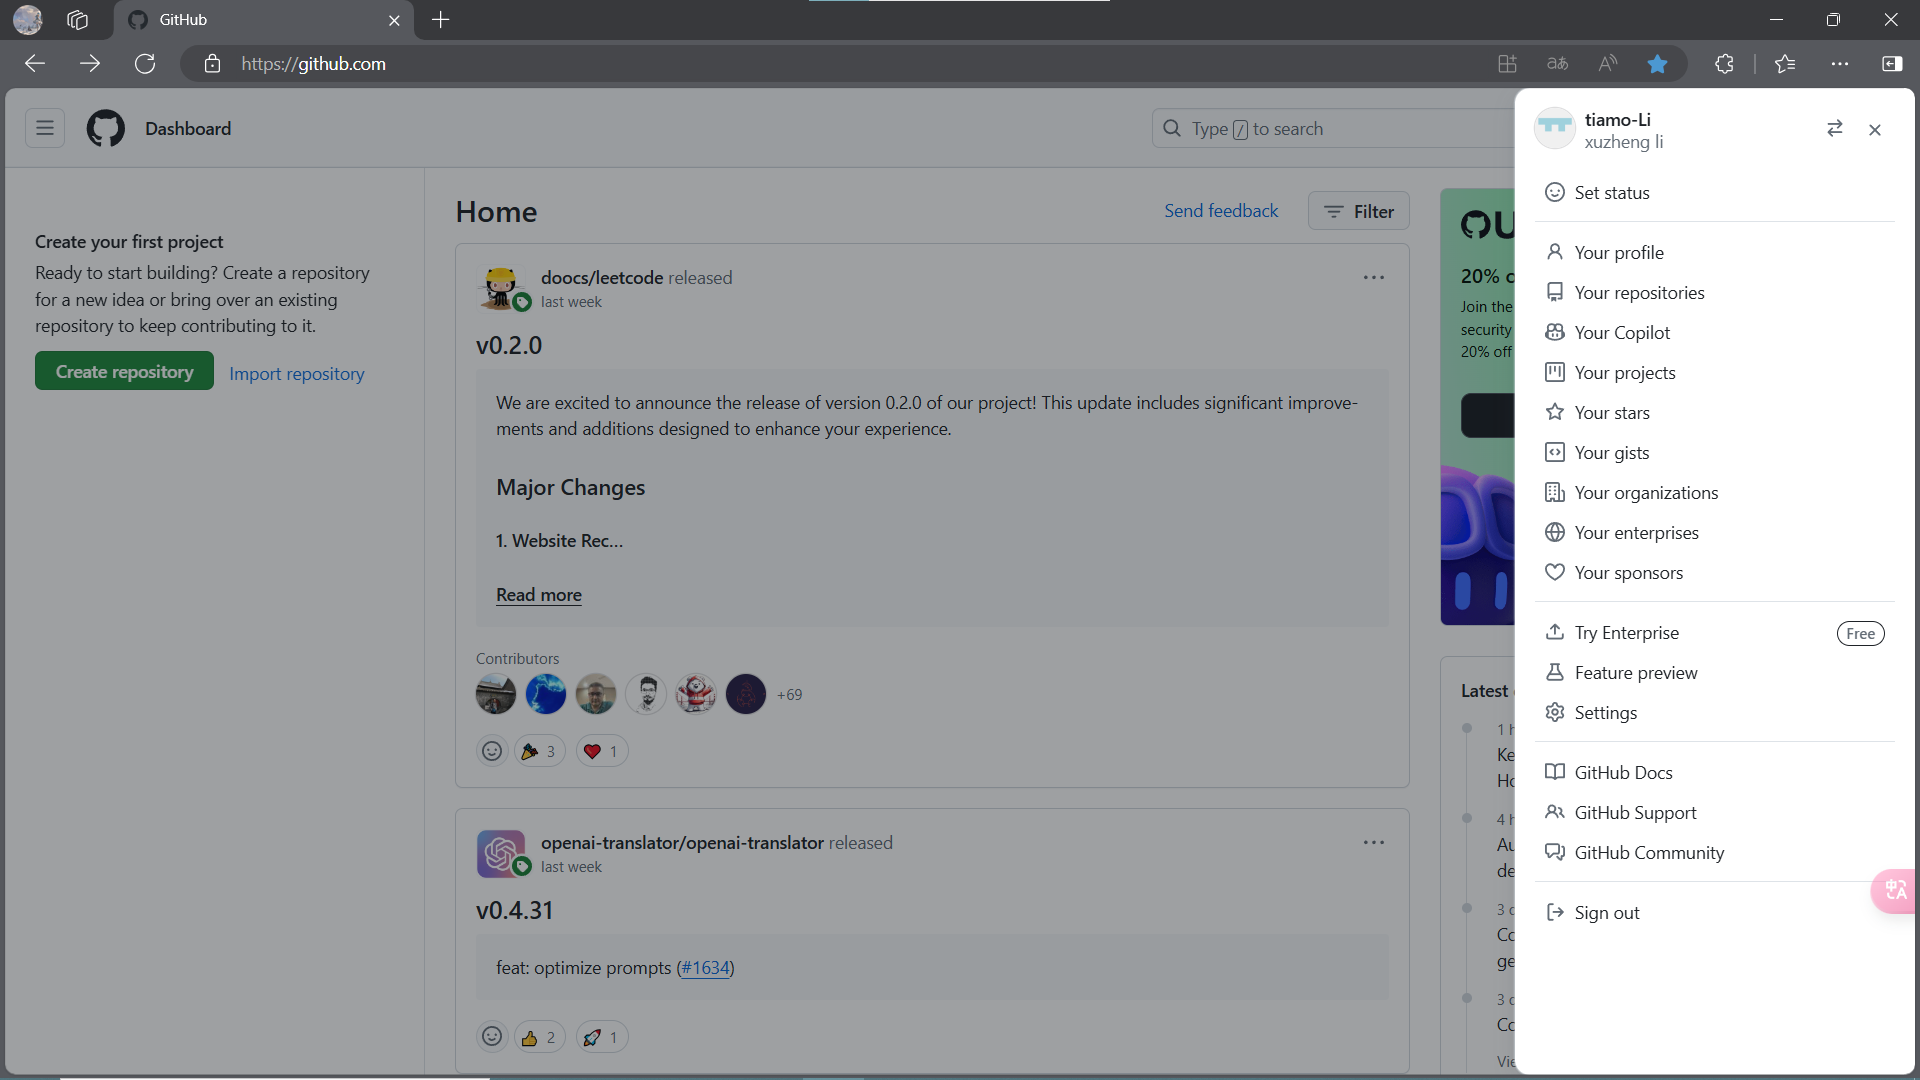 GitHub
https://github.com
Dashboard
Type / to search
tiamo-Li
xuzheng li
Set status
Your profile
Your repositories
Your Copilot
Your projects
Your stars
Your gists
Your organizations
Your enterprises
Your sponsors
Try Enterprise Free
Feature preview
Settings
GitHub Docs
GitHub Support
GitHub Community
Sign out
Create your first project
Ready to start building? Create a repository
for a new idea or bring over an existing
repository to keep contributing to it.
Create repository Import repository
Home
Send feedback
Filter
doocs/leetcode released
last week
v0.2.0
We are excited to announce the release of version 0.2.0 of our project! This update includes significant improve-
ments and additions designed to enhance your experience.
Major Changes
1. Website Rec...
Read more
Contributors
+69
3
1
openai-translator/openai-translator released
last week
v0.4.31
feat: optimize prompts (#1634)
2
1
20%
Join the
security
20% off
Latest
1
4
3
3